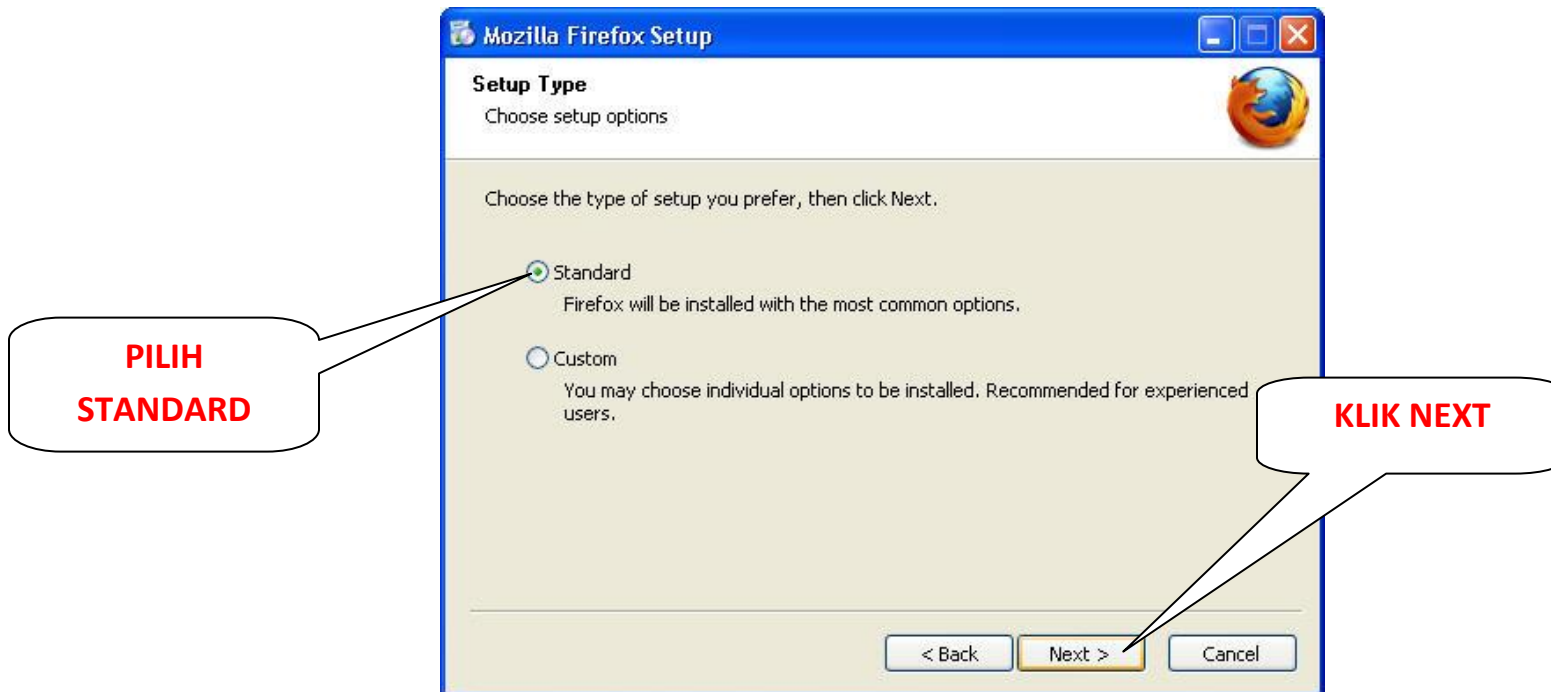 Mozilla Firefox Setup
Setup Type
Choose setup options
Choose the type of setup you prefer, then click Next.
Standard
Firefox will be installed with the most common options.
PILIH
STANDARD
Custom
You may choose individual options to be installed. Recommended for experienced
users.
KLIK NEXT
< Back
Next >
Cancel